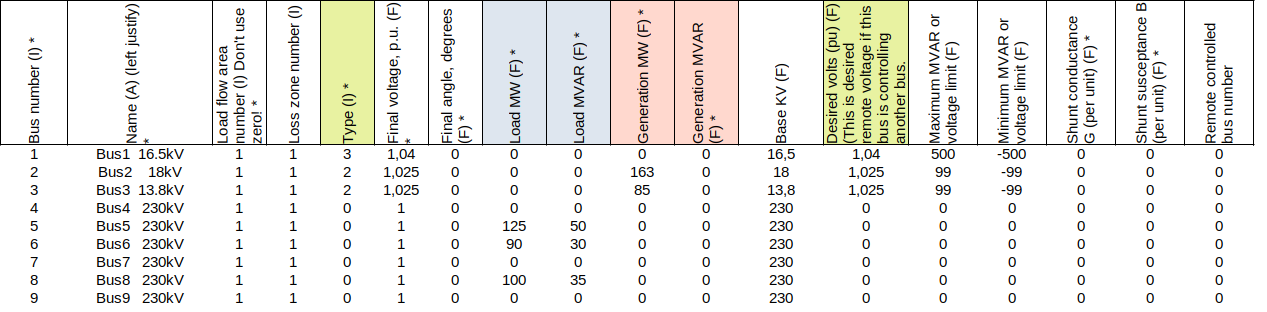 Bus number (I) *
Name (A) (left justify)
*
Load flow area
number (I) Don't use
zero! *
Loss zone number (I)
Type (I) *
Final voltage, p.u. (F)
*
Final angle, degrees
(F) *
Load MW (F) *
Load MVAR (F) *
Generation MW (F) *
Generation MVAR
(F) *
Base KV (F)
Desired volts (pu) (F)
(This is desired
remote voltage if this
bus is controlling
another bus.
Maximum MVAR or
voltage limit (F)
Minimum MVAR or
voltage limit (F)
Shunt conductance
G (per unit) (F) *
Shunt susceptance B
(per unit) (F) *
Remote controlled
bus number
1 Bus1 16.5kV 1 1 3 1,04 0 0 0 0 0 16,5 1,04 500 -500 0 0 0
2 Bus2 18kV 1 1 2 1,025 0 0 0 163 0 18 1,025 99 -99 0 0 0
3 Bus3 13.8kV 1 1 2 1,025 0 0 0 85 0 13,8 1,025 99 -99 0 0 0
4 Bus4 230kV 1 1 0 1 0 0 0 0 0 230 0 0 0 0 0 0
5 Bus5 230kV 1 1 0 1 0 125 50 0 0 230 0 0 0 0 0 0
6 Bus6 230kV 1 1 0 1 0 90 30 0 0 230 0 0 0 0 0 0
7 Bus7 230kV 1 1 0 1 0 0 0 0 0 230 0 0 0 0 0 0
8 Bus8 230kV 1 1 0 1 0 100 35 0 0 230 0 0 0 0 0 0
9 Bus9 230kV 1 1 0 1 0 0 0 0 0 230 0 0 0 0 0 0